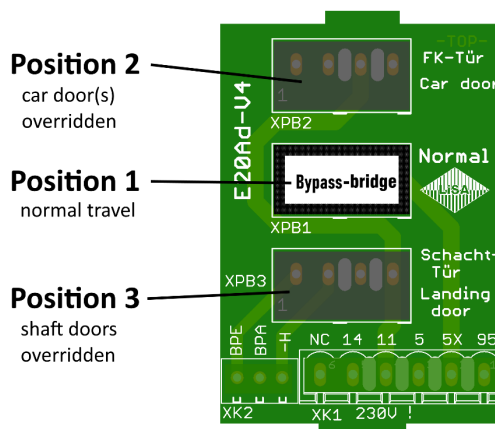 Position 2
car door(s)
overridden
Position 1
normal travel
Position 3
shaft doors
overridden
-TOP-
FK-Tür
Car door
1
XPB2
E20Ad-V4
Normal
Bypass-bridge
LiSA
XPB1
Schacht-
Tür
XPB3
1
Landing
door
BPE
BPA
-H
NC 14 11 5 5X 95
6
XK2
XK1 230V !